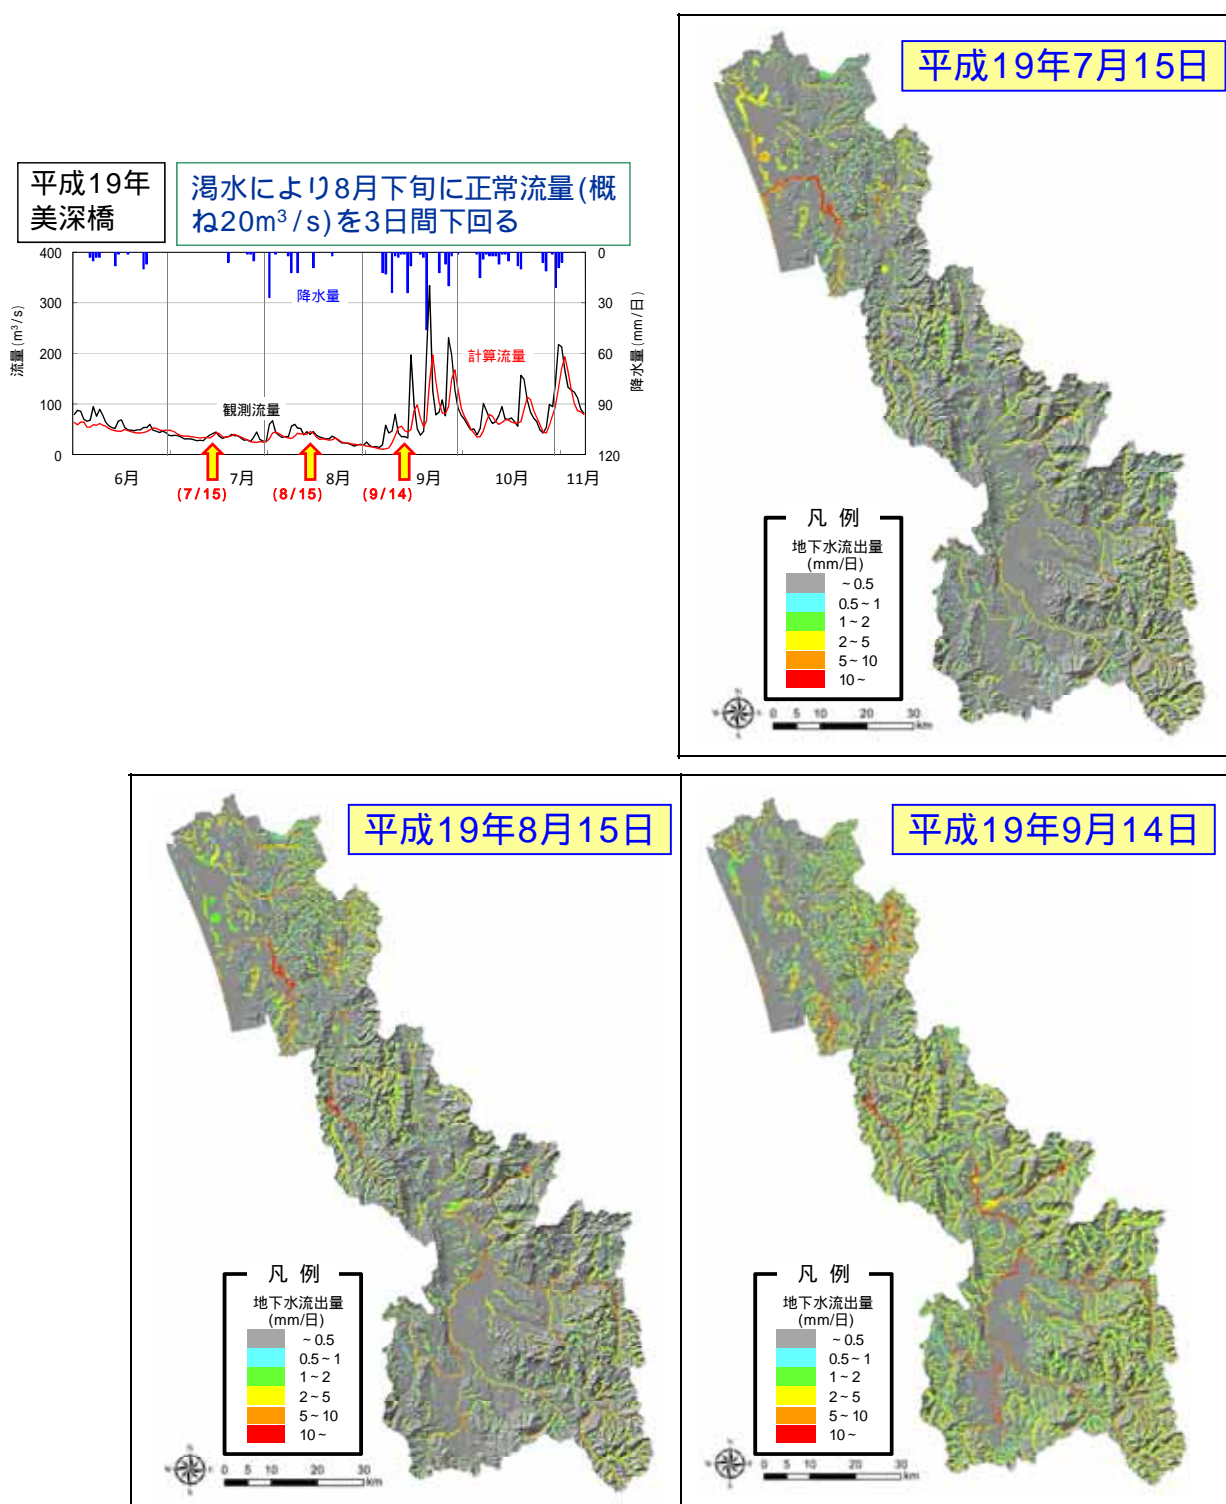 平成19年
美深橋
渇水により8月下旬に正常流量(概
ね20m³/s)を3日間下回る
400
300
200
100
0
流量(m³/s)
0
30
60
90
120
降水量(mm/日)
降水量
計算流量
観測流量
6月
7月
8月
9月
10月
11月
(7/15)
(8/15)
(9/14)
平成19年7月15日
凡 例
地下水流出量
(mm/日)
~0.5
0.5~1
1~2
2~5
5~10
10~
0 5 10 20 30
km
平成19年8月15日
凡 例
地下水流出量
(mm/日)
~0.5
0.5~1
1~2
2~5
5~10
10~
0 5 10 20 30
km
平成19年9月14日
凡 例
地下水流出量
(mm/日)
~0.5
0.5~1
1~2
2~5
5~10
10~
0 5 10 20 30
km